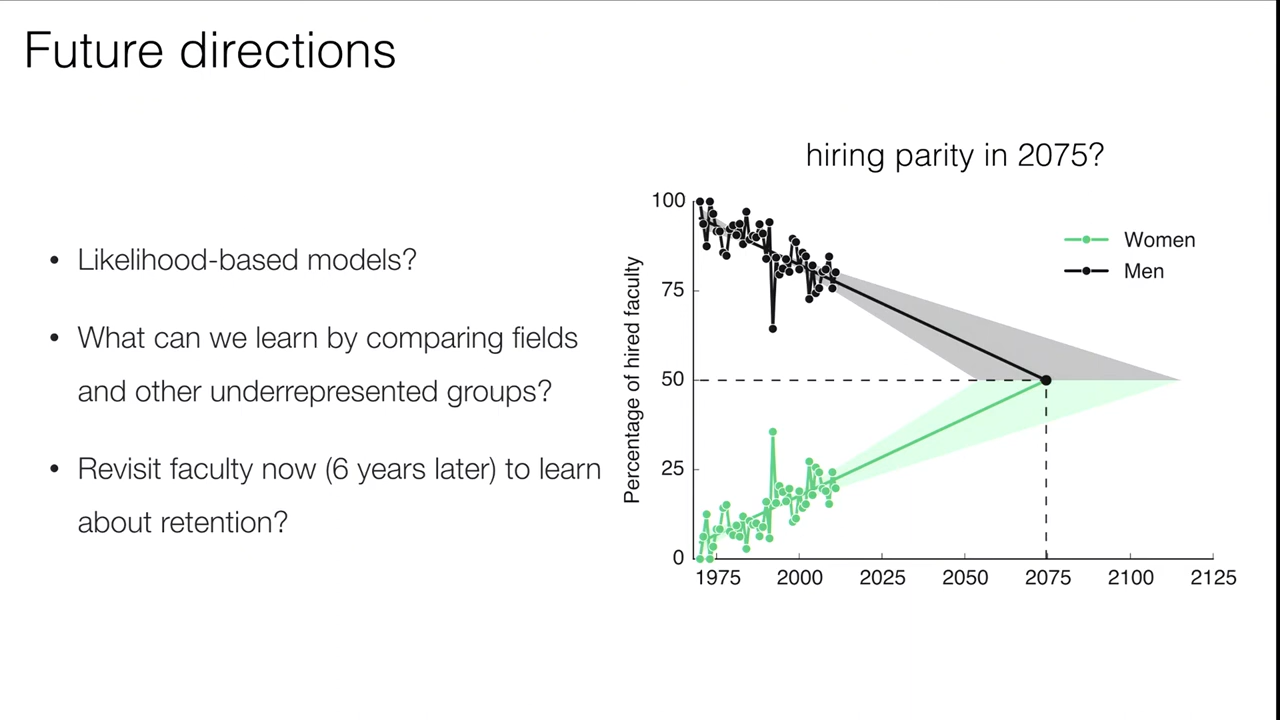 Future directions
• Likelihood-based models?
• What can we learn by comparing fields
and other underrepresented groups?
• Revisit faculty now (6 years later) to learn
about retention?
hiring parity in 2075?
Percentage of hired faculty
100
75
50
25
0
Women
Men
1975 2000 2025 2050 2075 2100 2125